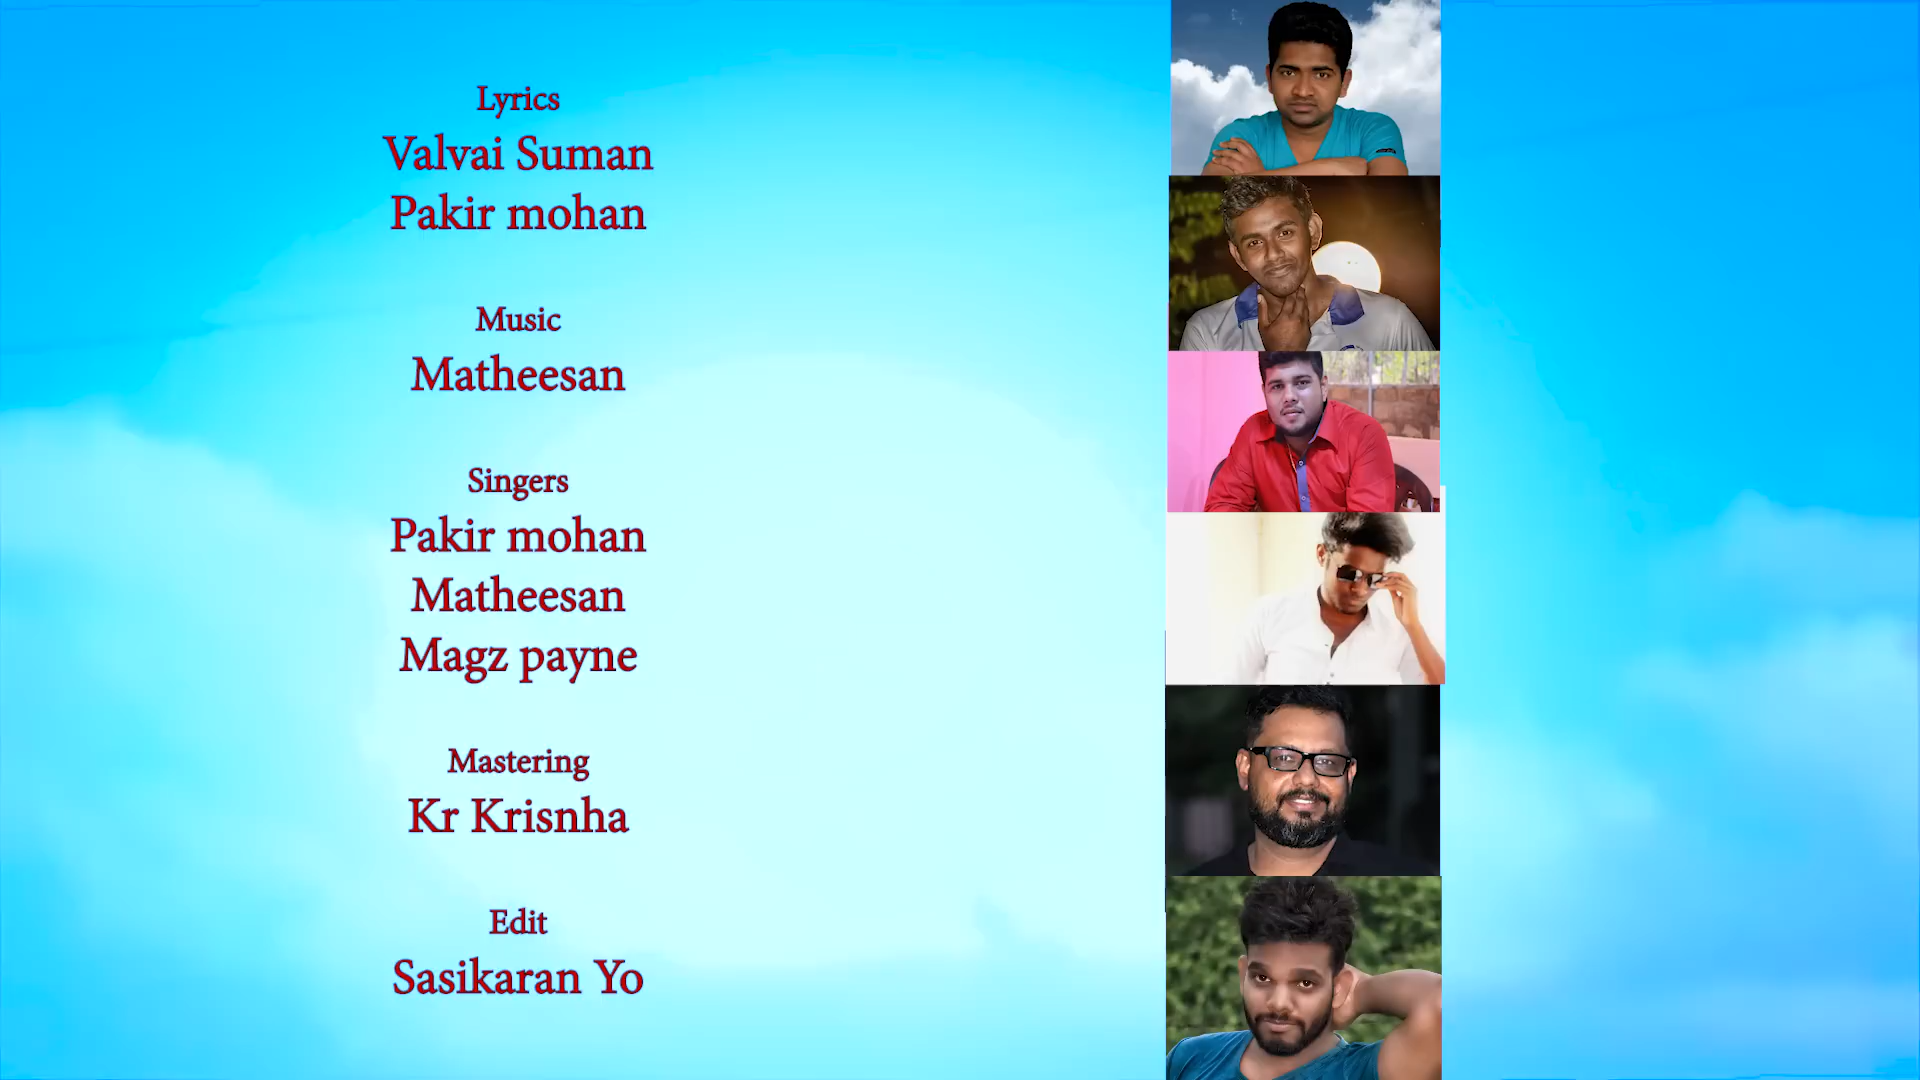 Lyrics
Valvai Suman
Pakir mohan
Music
Matheesan
Singers
Pakir mohan
Matheesan
Magz payne
Mastering
Kr Krisnha
Edit
Sasikaran Yo